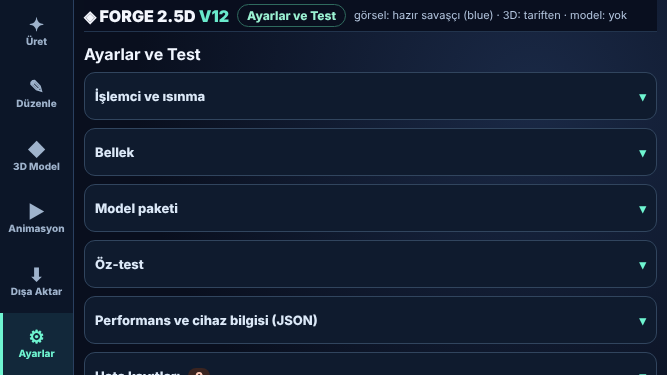 FORGE 2.5D V12 Ayarlar ve Test görsel: hazır savaşçı (blue) · 3D: tariften · model: yok
Üret
Düzenle
3D Model
Animasyon
Dışa Aktar
Ayarlar
Ayarlar ve Test
İşlemci ve ısınma
Bellek
Model paketi
Öz-test
Performans ve cihaz bilgisi (JSON)